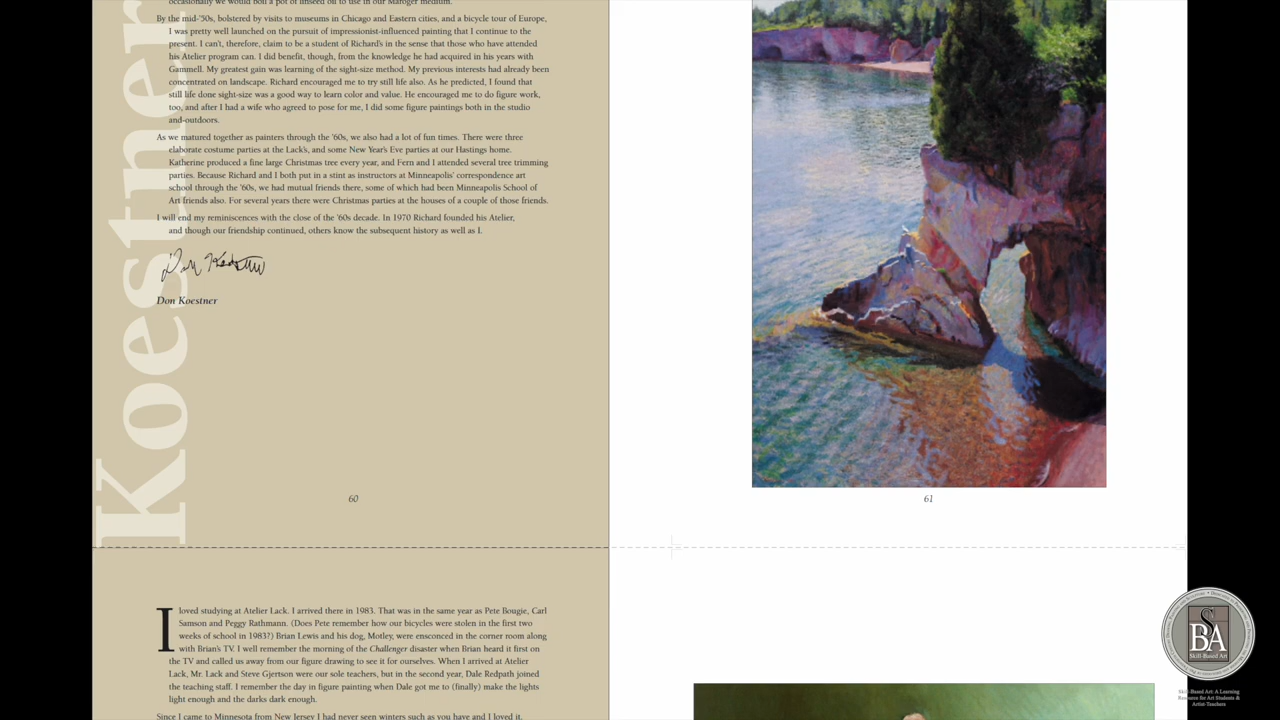 occasionally we would boil a pot of linseed oil to use in our Maroger medium.
By the mid-'50s, bolstered by visits to museums in Chicago and Eastern cities, and a bicycle tour of Europe,
I was pretty well launched on the pursuit of impressionist-influenced painting that I continue to the
present. I can't, therefore, claim to be a student of Richard's in the sense that those who have attended
his Atelier program can. I did benefit, though, from the knowledge he had acquired in his years with
Gammell. My greatest gain was learning of the sight-size method. My previous interests had already been
concentrated on landscape. Richard encouraged me to try still life also. As he predicted, I found that
still life done sight-size was a good way to learn color and value. He encouraged me to do figure work,
too, and after I had a wife who agreed to pose for me, I did some figure paintings both in the studio
and-outdoors.
As we matured together as painters through the '60s, we also had a lot of fun times. There were three
elaborate costume parties at the Lack's, and some New Year's Eve parties at our Hastings home.
Katherine produced a fine large Christmas tree every year, and Fern and I attended several tree trimming
parties. Because Richard and I both put in a stint as instructors at Minneapolis' correspondence art
school through the '60s, we had mutual friends there, some of which had been Minneapolis School of
Art friends also. For several years there were Christmas parties at the houses of a couple of those friends.
I will end my reminiscences with the close of the '60s decade. In 1970 Richard founded his Atelier,
and though our friendship continued, others know the subsequent history as well as I.
Don Koestner
Don Koestner
Koestner
60
61
I loved studying at Atelier Lack. I arrived there in 1983. That was in the same year as Pete Bougie, Carl
Samson and Peggy Rathmann. (Does Pete remember how our bicycles were stolen in the first two
weeks of school in 1983?) Brian Lewis and his dog, Motley, were ensconced in the corner room along
with Brian's TV. I well remember the morning of the Challenger disaster when Brian heard it first on
the TV and called us away from our figure drawing to see it for ourselves. When I arrived at Atelier
Lack, Mr. Lack and Steve Gjertson were our sole teachers, but in the second year, Dale Redpath joined
the teaching staff. I remember the day in figure painting when Dale got me to (finally) make the lights
light enough and the darks dark enough.
Since I came to Minnesota from New Jersey I had never seen winters such as you have and I loved it.
SBA
Skill-Based Art
Skill-Based Art: A Learning
Resource for Art Students &
Artist-Teachers